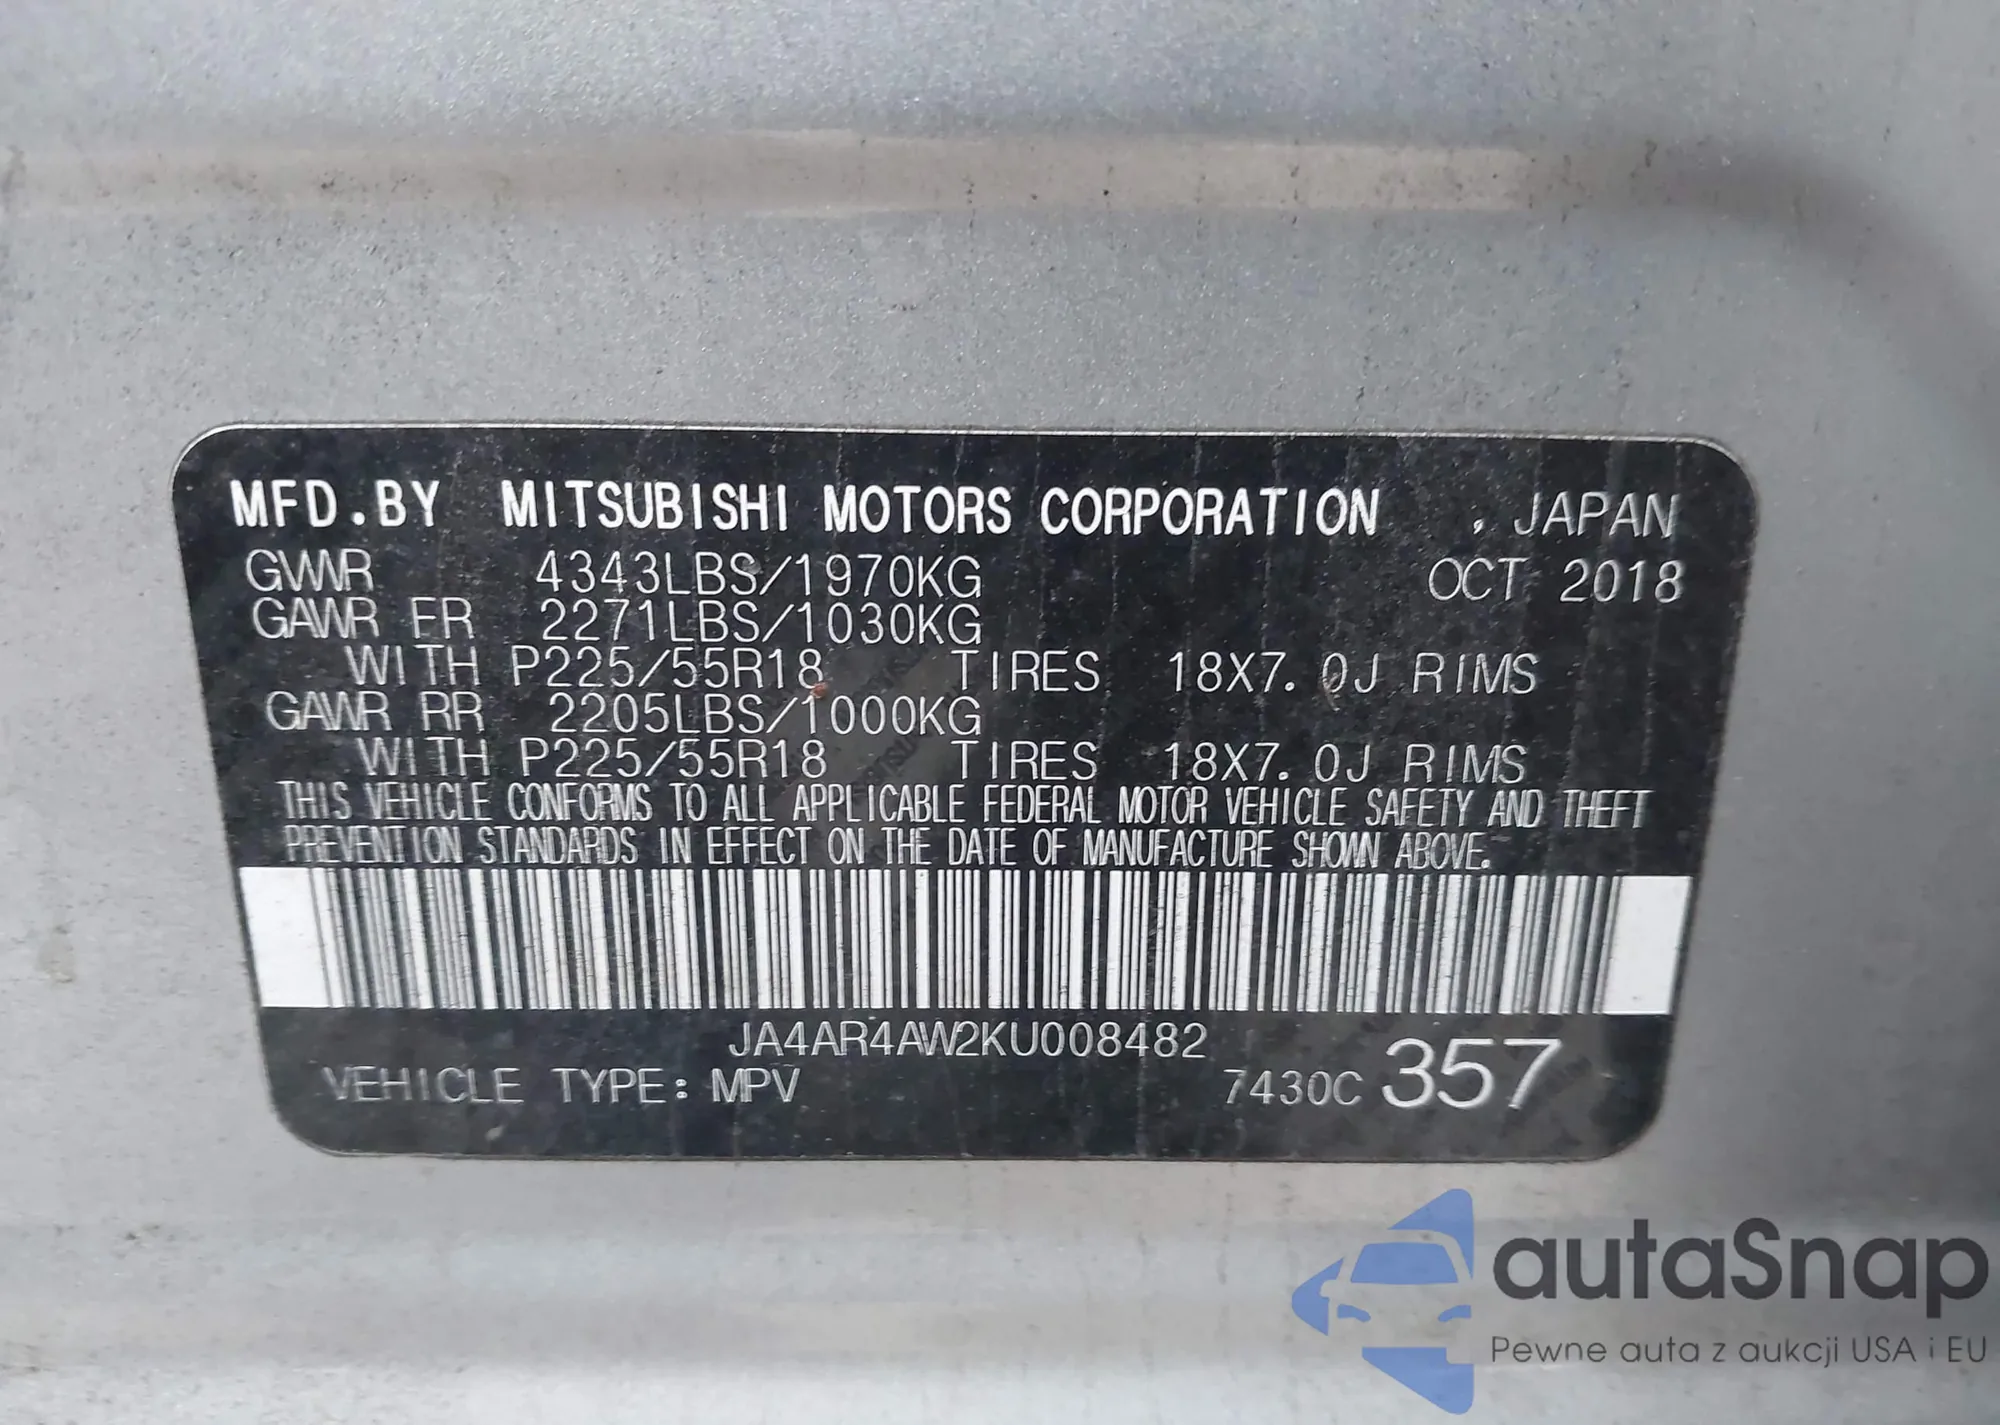 MFD.BY MITSUBISHI MOTORS CORPORATION , JAPAN
GVWR 4343LBS/1970KG OCT 2018
GAWR FR 2271LBS/1030KG
WITH P225/55R18 TIRES 18X7.0J RIMS
GAWR RR 2205LBS/1000KG
WITH P225/55R18 TIRES 18X7.0J RIMS
THIS VEHICLE CONFORMS TO ALL APPLICABLE FEDERAL MOTOR VEHICLE SAFETY AND THEFT
PREVENTION STANDARDS IN EFFECT ON THE DATE OF MANUFACTURE SHOWN ABOVE.
JA4AR4AW2KU008482
VEHICLE TYPE: MPV 7430C 357
autaSnap
Pewne auta z aukcji USA i EU